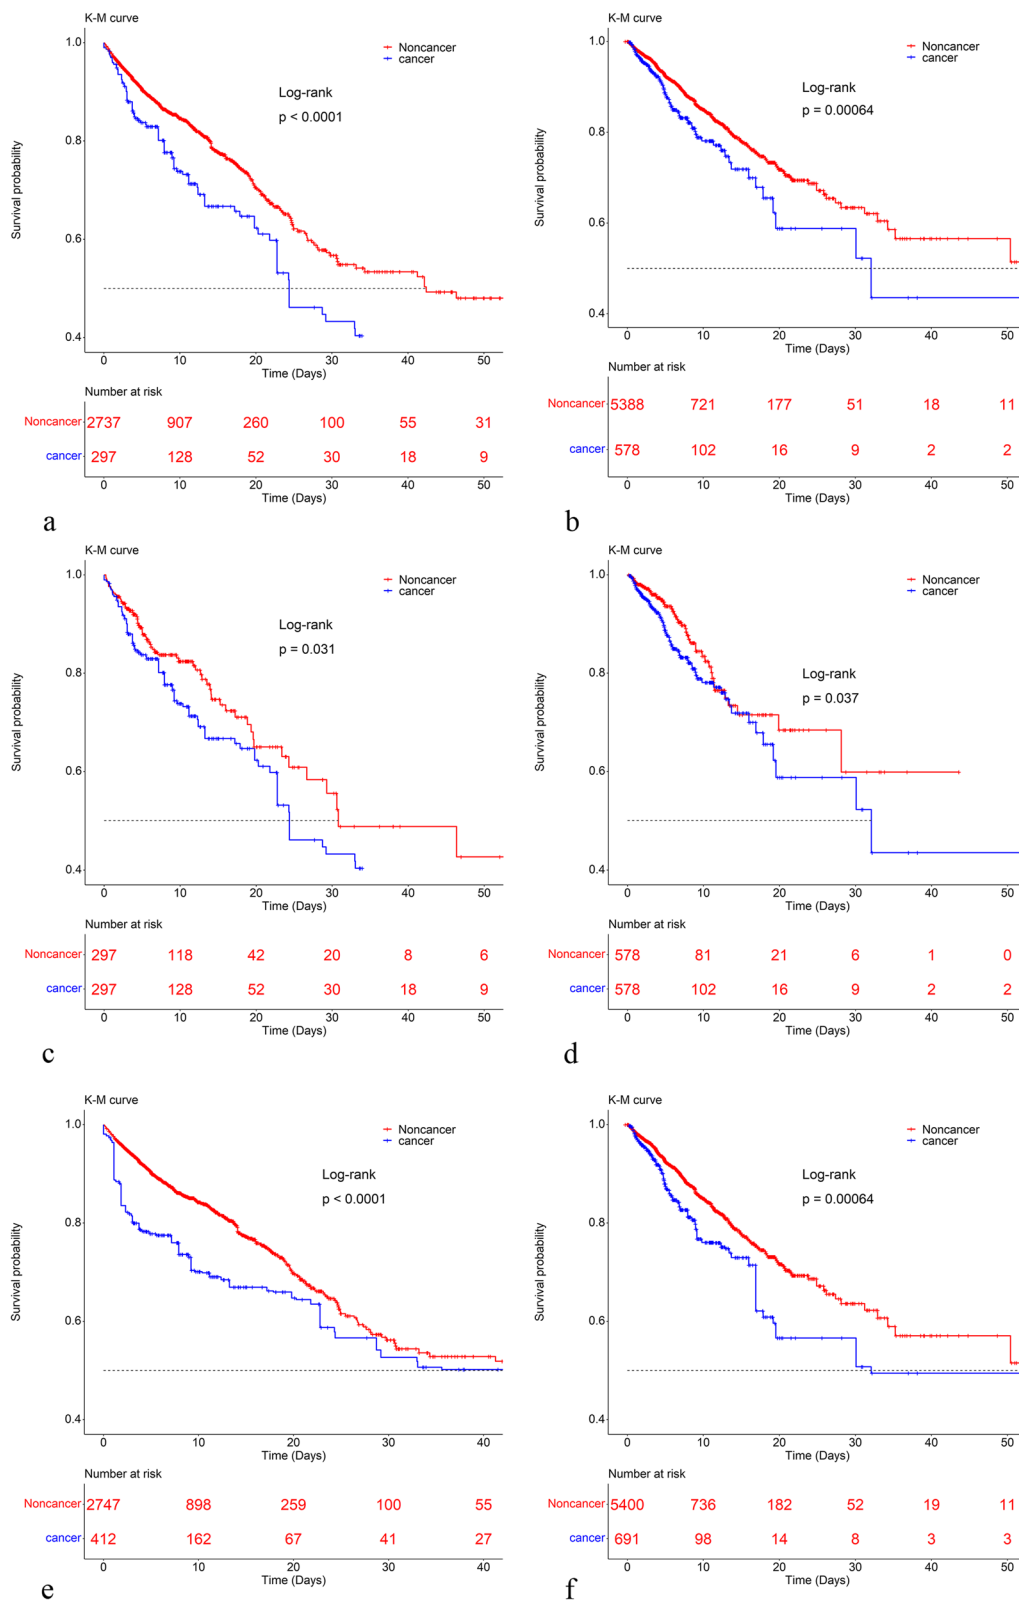 K-M curve
Noncancer
cancer
Log-rank
p < 0.0001
Survival probability
1.0
0.8
0.6
0.4
0 10 20 30 40 50
Time (Days)
Number at risk
Noncancer 2737 907 260 100 55 31
cancer 297 128 52 30 18 9
0 10 20 30 40 50
Time (Days)
a
K-M curve
Noncancer
cancer
Log-rank
p = 0.00064
Survival probability
1.0
0.8
0.6
0.4
0 10 20 30 40 50
Time (Days)
Number at risk
Noncancer 5388 721 177 51 18 11
cancer 578 102 16 9 2 2
0 10 20 30 40 50
Time (Days)
b
K-M curve
Noncancer
cancer
Log-rank
p = 0.031
Survival probability
1.0
0.8
0.6
0.4
0 10 20 30 40 50
Time (Days)
Number at risk
Noncancer 297 118 42 20 8 6
cancer 297 128 52 30 18 9
0 10 20 30 40 50
Time (Days)
c
K-M curve
Noncancer
cancer
Log-rank
p = 0.037
Survival probability
1.0
0.8
0.6
0.4
0 10 20 30 40 50
Time (Days)
Number at risk
Noncancer 578 81 21 6 1 0
cancer 578 102 16 9 2 2
0 10 20 30 40 50
Time (Days)
d
K-M curve
Noncancer
cancer
Log-rank
p < 0.0001
Survival probability
1.0
0.8
0.6
0.4
0 10 20 30 40
Time (Days)
Number at risk
Noncancer 2747 898 259 100 55
cancer 412 162 67 41 27
0 10 20 30 40
Time (Days)
e
K-M curve
Noncancer
cancer
Log-rank
p = 0.00064
Survival probability
1.0
0.8
0.6
0.4
0 10 20 30 40 50
Time (Days)
Number at risk
Noncancer 5400 736 182 52 19 11
cancer 691 98 14 8 3 3
0 10 20 30 40 50
Time (Days)
f